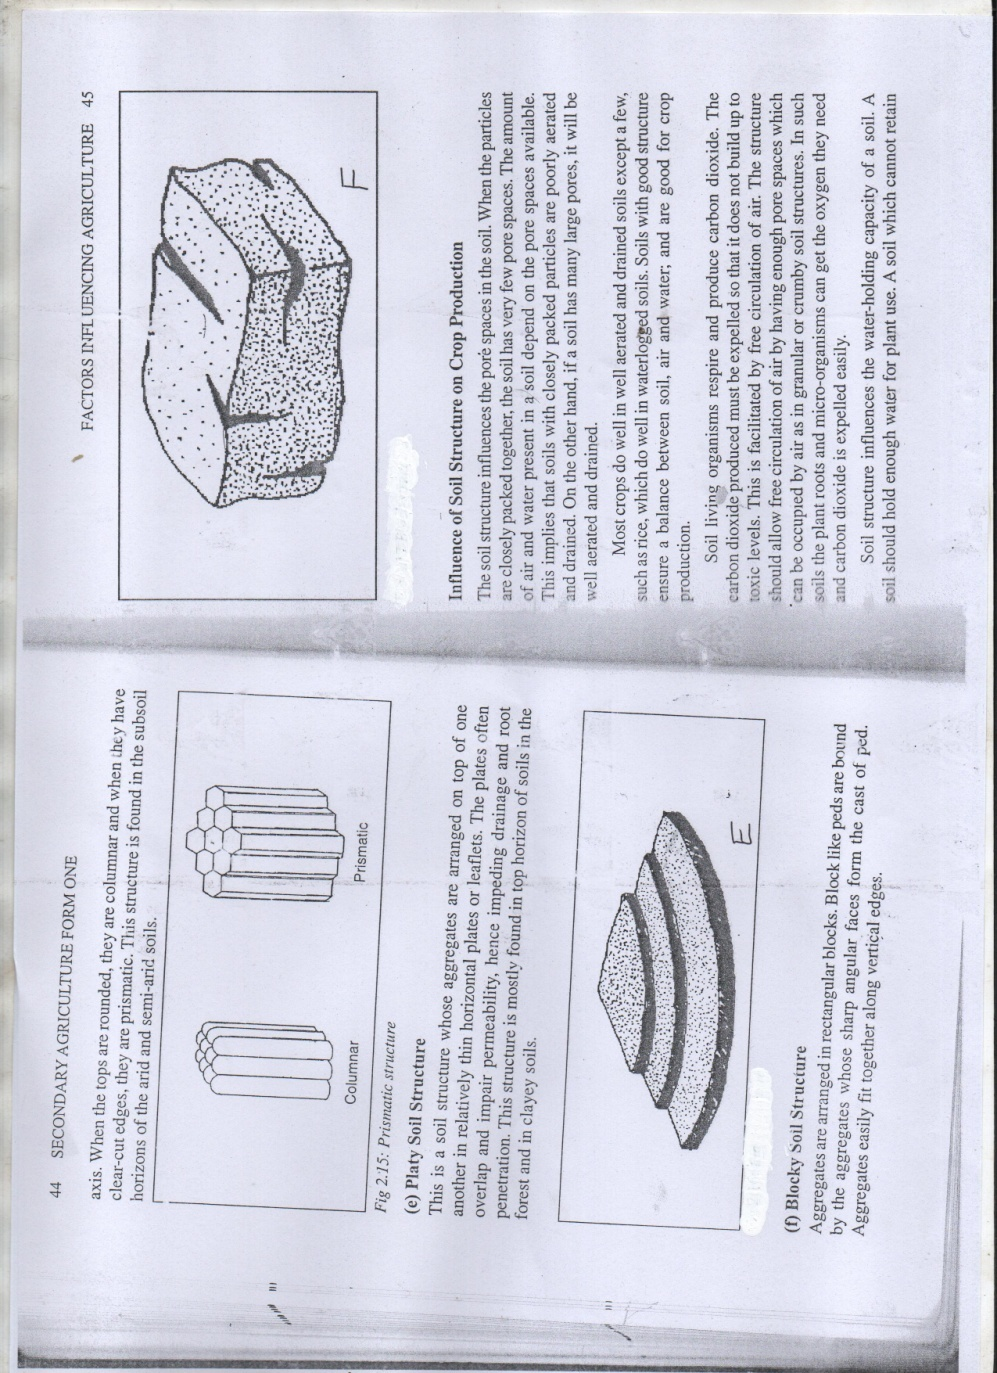 44 SECONDARY AGRICULTURE FORM ONE
axis. When the tops are rounded, they are columnar and when they have
clear-cut edges, they are prismatic. This structure is found in the subsoil
horizons of the arid and semi-arid soils.
Columnar
Prismatic
Fig 2.15: Prismatic structure
(e) Platy Soil Structure
This is a soil structure whose aggregates are arranged on top of one
another in relatively thin horizontal plates or leaflets. The plates often
overlap and impair permeability, hence impeding drainage and root
penetration. This structure is mostly found in top horizon of soils in the
forest and in clayey soils.
E
(f) Blocky Soil Structure
Aggregates are arranged in rectangular blocks. Block like peds are bound
by the aggregates whose sharp angular faces form the cast of ped.
Aggregates easily fit together along vertical edges.
FACTORS INFLUENCING AGRICULTURE 45
F
Influence of Soil Structure on Crop Production
The soil structure influences the pore spaces in the soil. When the particles
are closely packed together, the soil has very few pore spaces. The amount
of air and water present in a soil depend on the pore spaces available.
This implies that soils with closely packed particles are poorly aerated
and drained. On the other hand, if a soil has many large pores, it will be
well aerated and drained.
Most crops do well in well aerated and drained soils except a few,
such as rice, which do well in waterlogged soils. Soils with good structure
ensure a balance between soil, air and water; and are good for crop
production.
Soil living organisms respire and produce carbon dioxide. The
carbon dioxide produced must be expelled so that it does not build up to
toxic levels. This is facilitated by free circulation of air. The structure
should allow free circulation of air by having enough pore spaces which
can be occupied by air as in granular or crumby soil structures. In such
soils the plant roots and micro-organisms can get the oxygen they need
and carbon dioxide is expelled easily.
Soil structure influences the water-holding capacity of a soil. A
soil should hold enough water for plant use. A soil which cannot retain